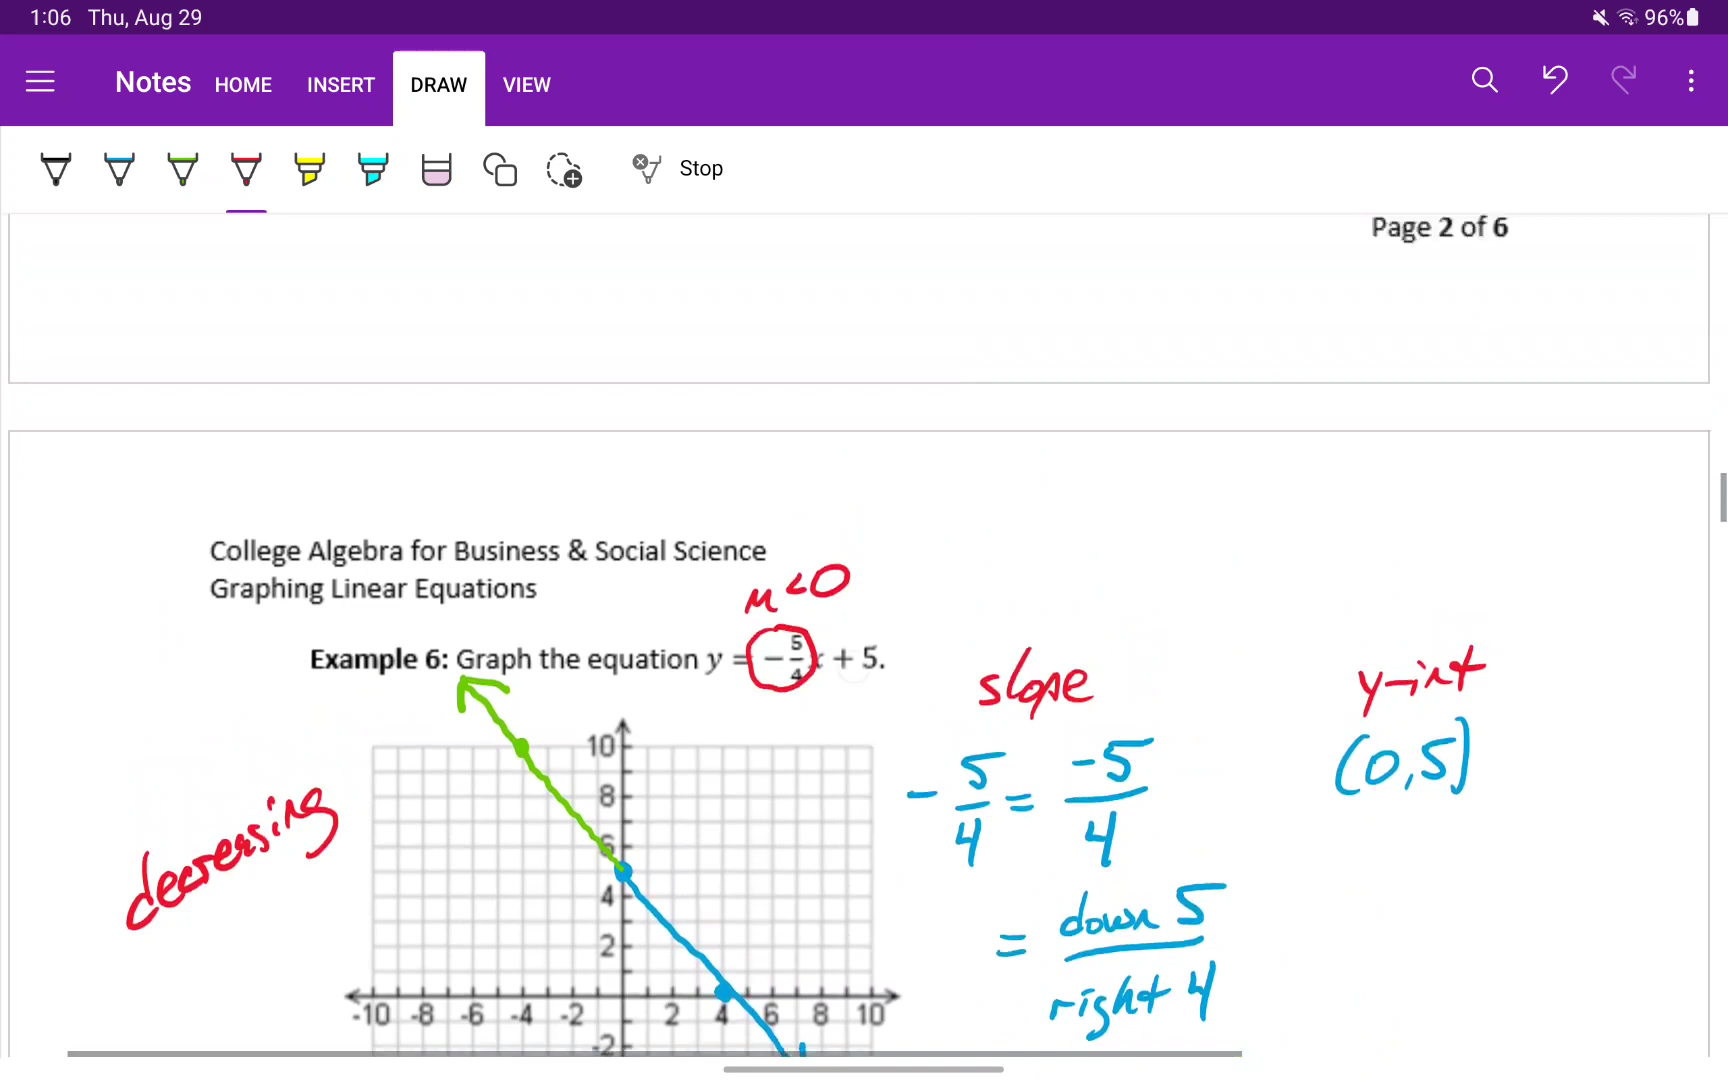 1:06 Thu, Aug 29 96%
Notes HOME INSERT DRAW VIEW
Stop
Page 2 of 6
College Algebra for Business & Social Science
Graphing Linear Equations
m<0
Example 6: Graph the equation y = -5/4x + 5.
slope
y-int
(0,5)
-5/4 = -5/4
= down 5
right 4
decreasing
10
8
6
4
2
-10 -8 -6 -4 -2 2 4 6 8 10
-2